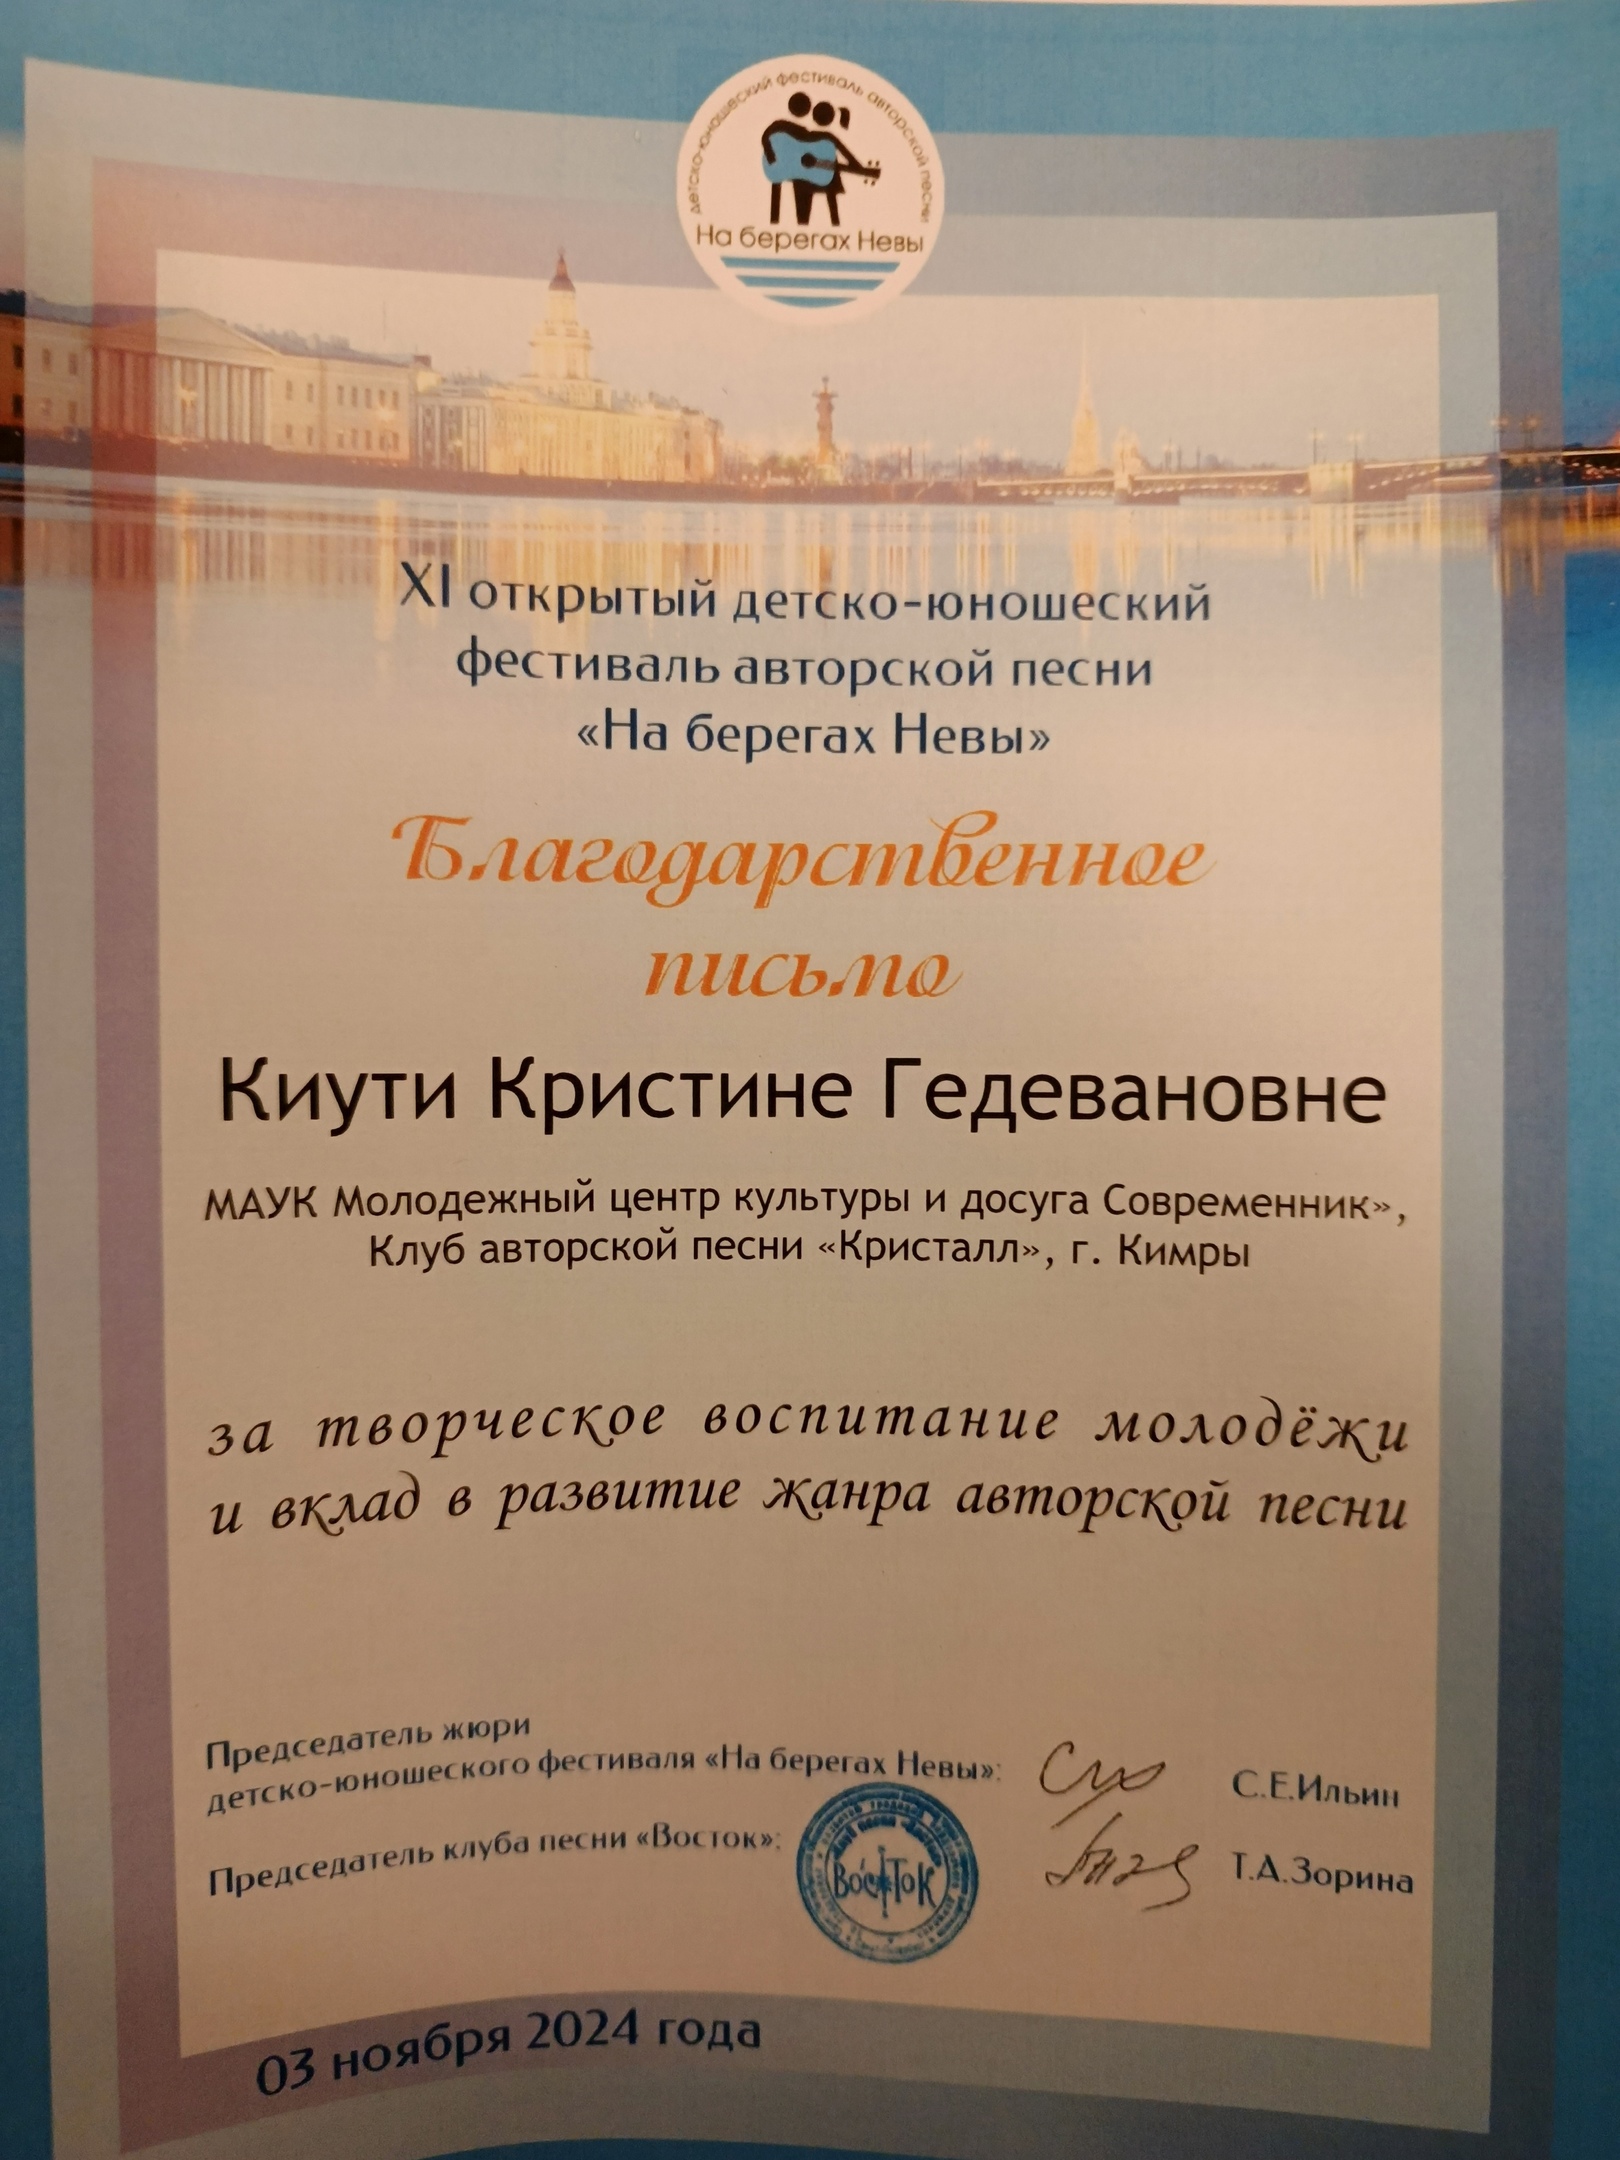 детско-юношеский фестиваль авторской песни
На берегах Невы
XI открытый детско-юношеский
фестиваль авторской песни
«На берегах Невы»
Благодарственное
письмо
Киути Кристине Гедевановне
МАУК Молодежный центр культуры и досуга Современник»,
Клуб авторской песни «Кристалл», г. Кимры
за творческое воспитание молодёжи
и вклад в развитие жанра авторской песни
Председатель жюри
детско-юношеского фестиваля «На берегах Невы»: С.Е.Ильин
Председатель клуба песни «Восток»: Т.А.Зорина
ВОСТОК
03 ноября 2024 года